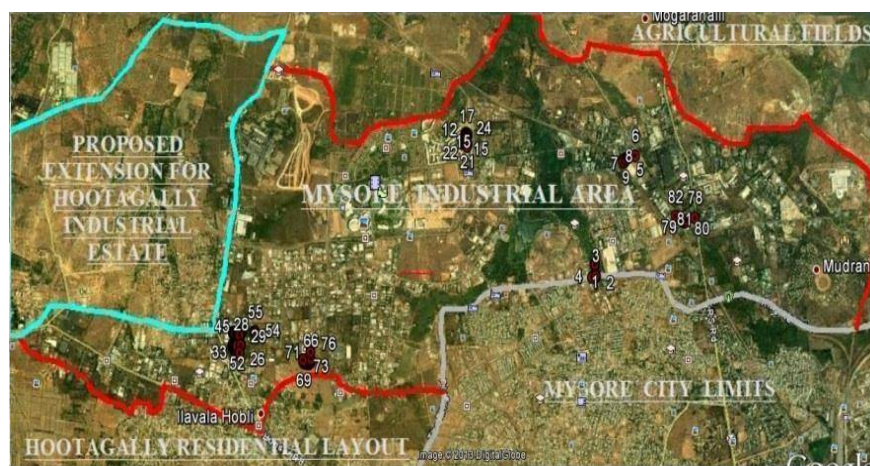 Mogarahalli
AGRICULTURAL FIELDS
PROPOSED
EXTENSION FOR
HOOTAGALLY
INDUSTRIAL
ESTATE
17
12 24
15
22 15
21
6
8
7 5
9
MYSORE INDUSTRIAL AREA
82 78
81
79 80
3
4 1 2
Mudran
55
45 28
29 54
33
52 26
66
71 76
73
69
MYSORE CITY LIMITS
Ilavala Hobli
HOOTAGALLY RESIDENTIAL LAYOUT
Image © 2013 DigitalGlobe
Google